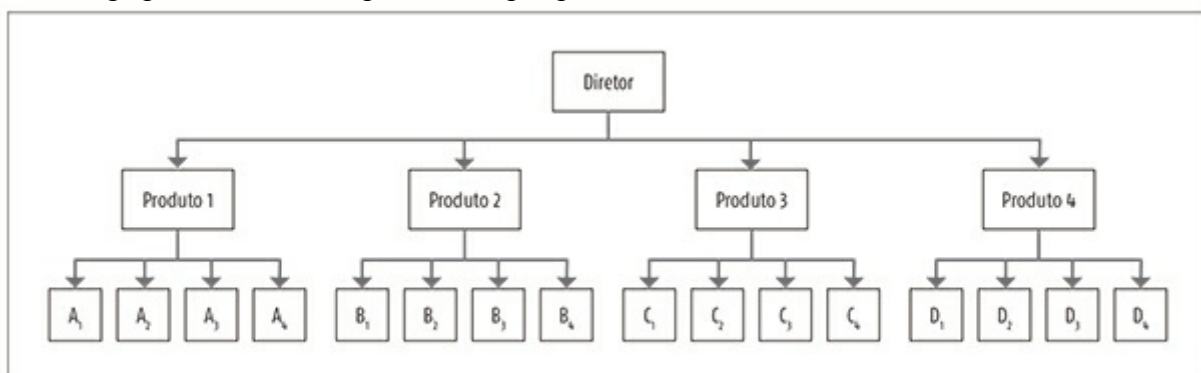 Diretor
Produto 1 Produto 2 Produto 3 Produto 4
A₁ A₂ A₃ A₄ B₁ B₂ B₃ B₄ C₁ C₂ C₃ C₄ D₁ D₂ D₃ D₄